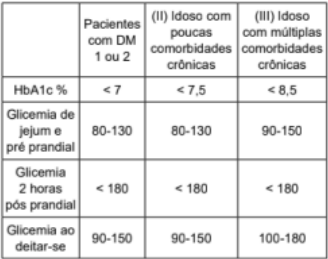 Pacientes
com DM
1 ou 2
(II) Idoso com
poucas
comorbidades
crônicas
(III) Idoso
com múltiplas
comorbidades
crônicas
HbA1c % < 7 < 7,5 < 8,5
Glicemia de
jejum e
pré prandial
80-130 80-130 90-150
Glicemia
2 horas
pós prandial
< 180 < 180 < 180
Glicemia ao
deitar-se
90-150 90-150 100-180